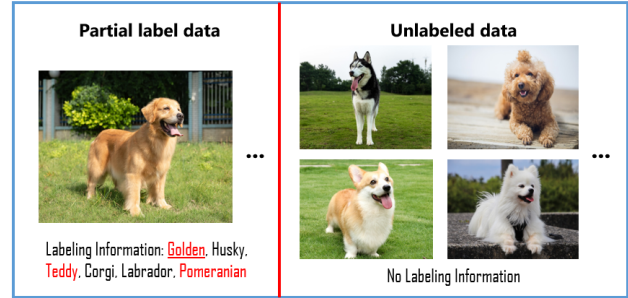 Partial label data
Unlabeled data
...
...
Labeling Information: Golden, Husky,
Teddy, Corgi, Labrador, Pomeranian
No Labeling Information